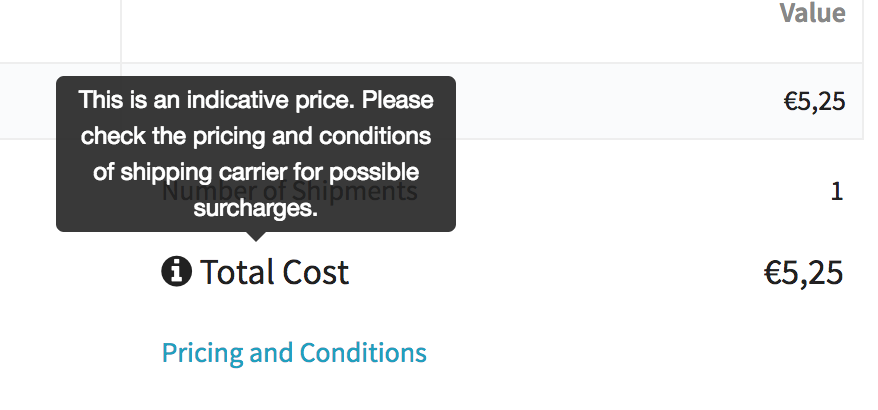 Value
€5,25
This is an indicative price. Please
check the pricing and conditions
of shipping carrier for possible
surcharges.
Number of Shipments 1
Total Cost €5,25
Pricing and Conditions